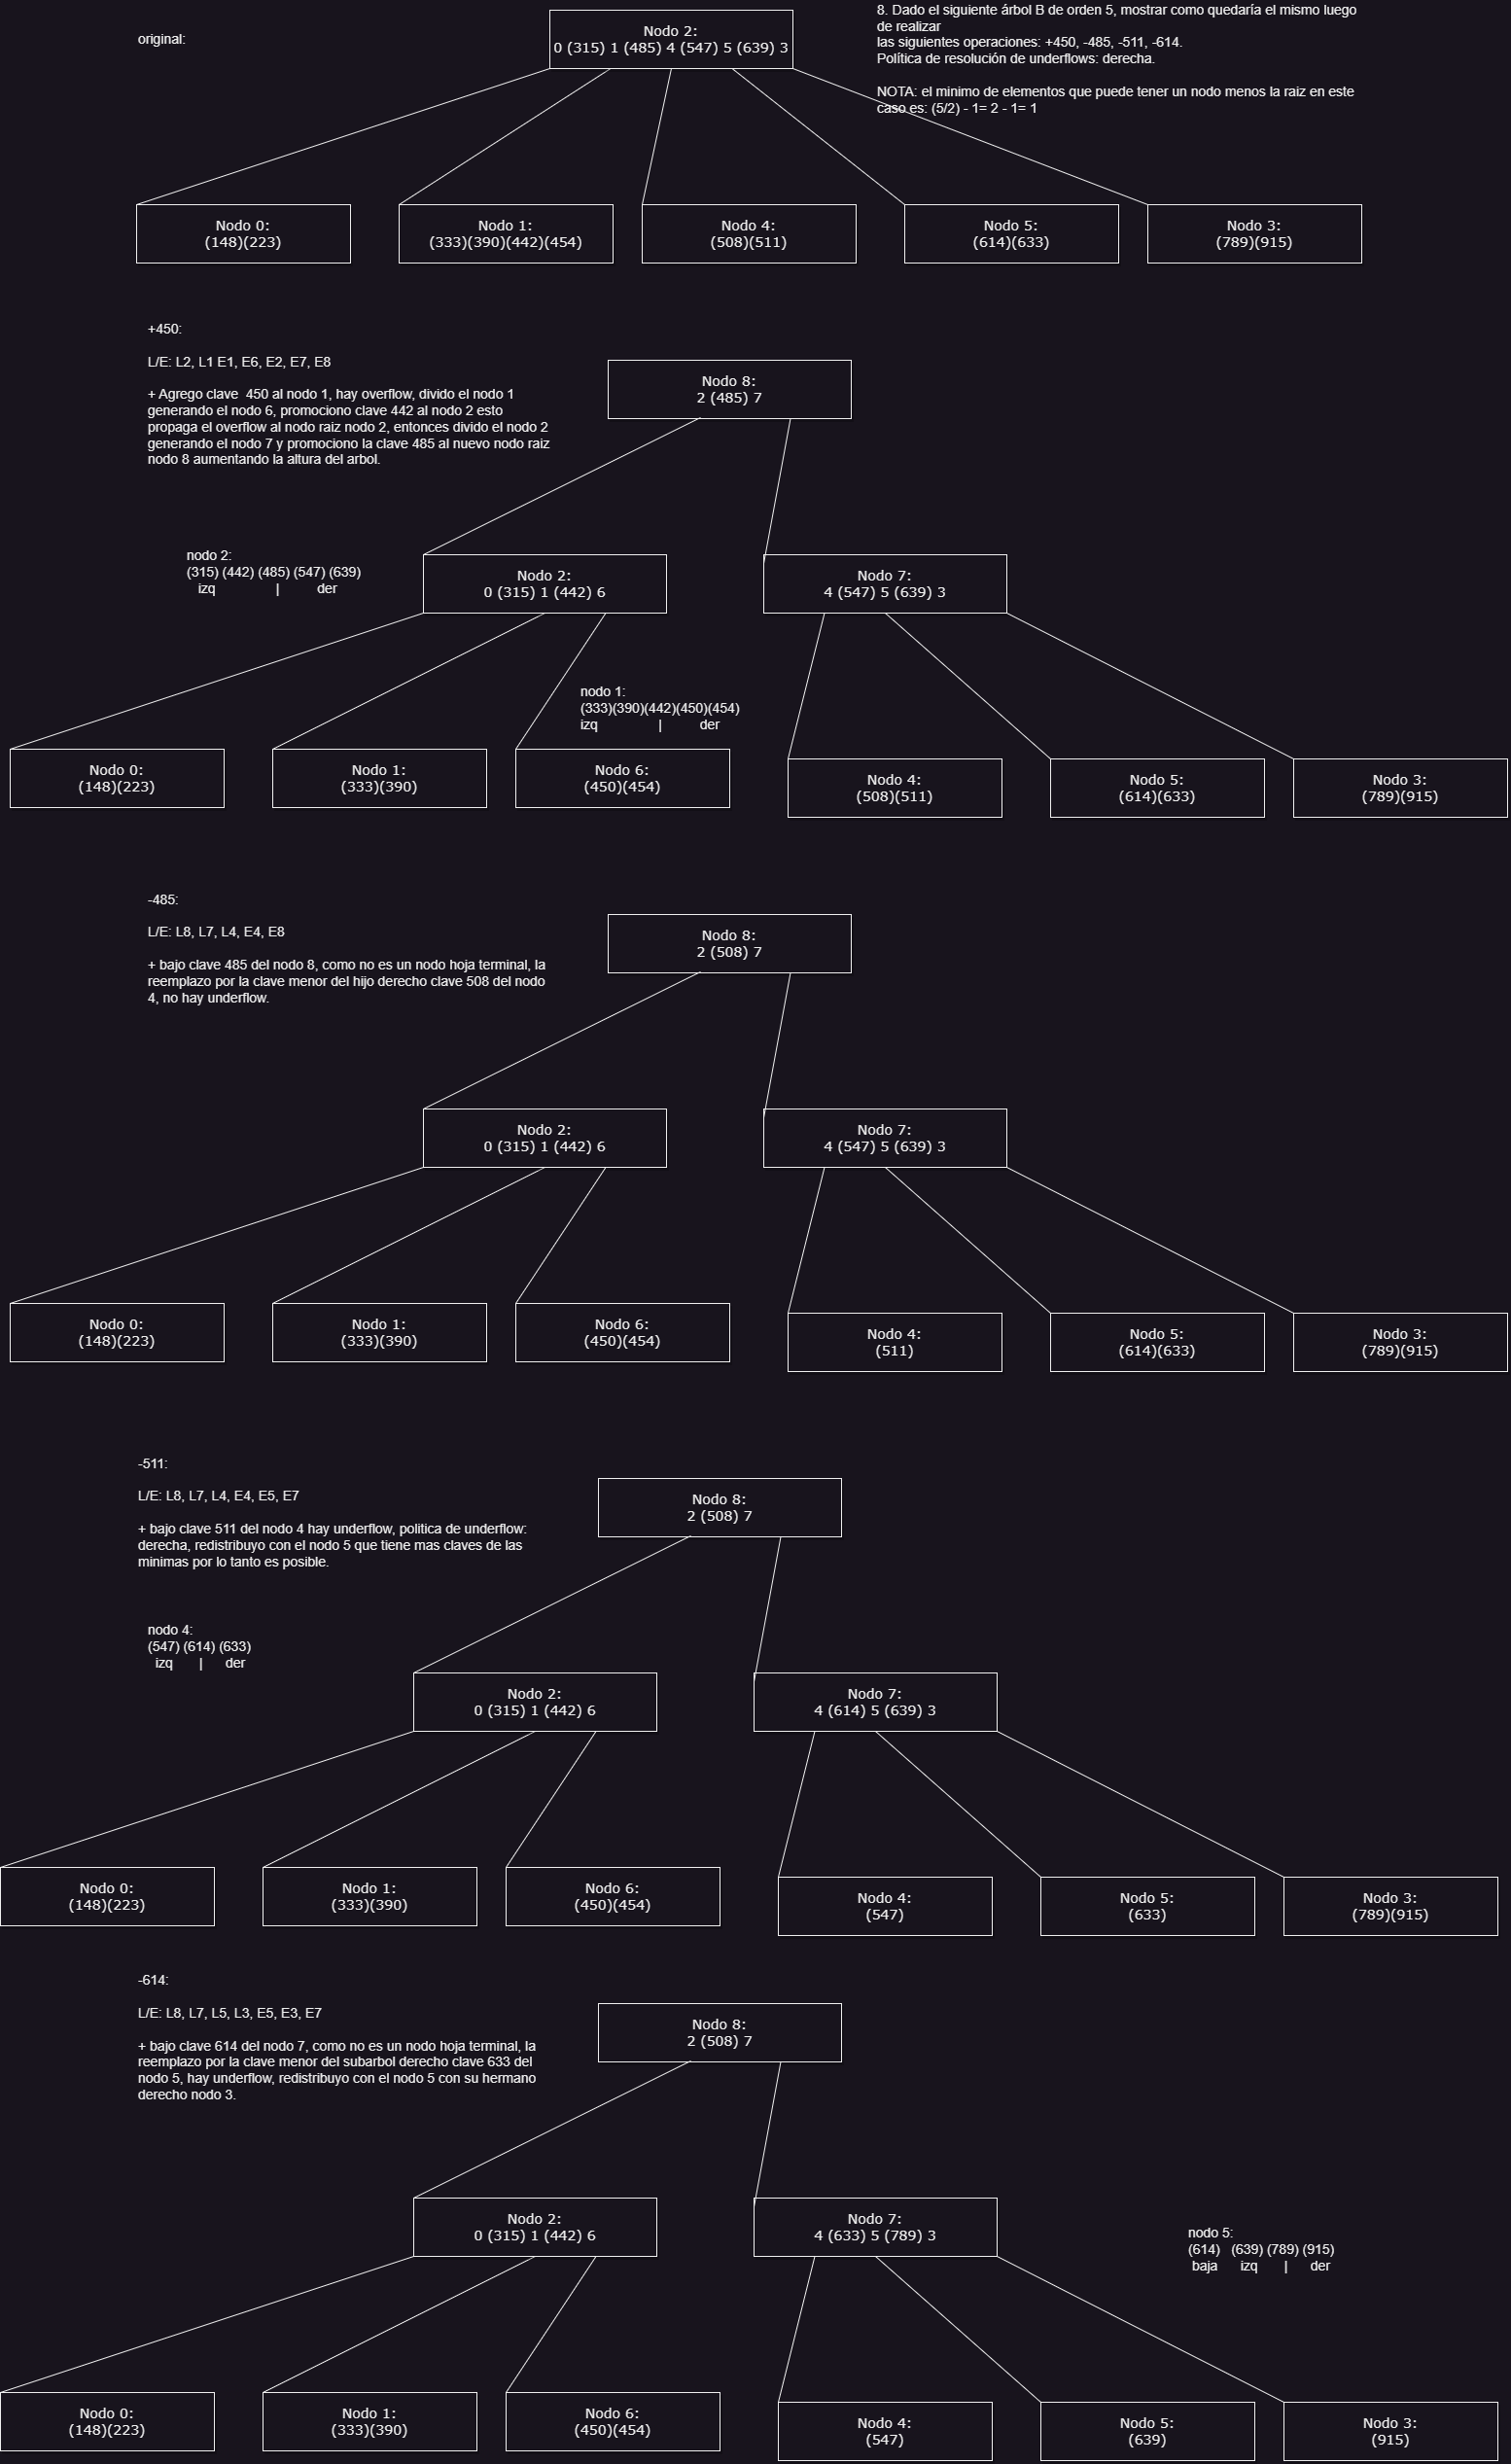 original:
Nodo 2:
0 (315) 1 (485) 4 (547) 5 (639) 3
8. Dado el siguiente árbol B de orden 5, mostrar como quedaría el mismo luego
de realizar
las siguientes operaciones: +450, -485, -511, -614.
Política de resolución de underflows: derecha.
NOTA: el minimo de elementos que puede tener un nodo menos la raiz en este
caso es: (5/2) - 1= 2 - 1= 1
Nodo 0:
(148)(223)
Nodo 1:
(333)(390)(442)(454)
Nodo 4:
(508)(511)
Nodo 5:
(614)(633)
Nodo 3:
(789)(915)
+450:
L/E: L2, L1 E1, E6, E2, E7, E8
+ Agrego clave  450 al nodo 1, hay overflow, divido el nodo 1
generando el nodo 6, promociono clave 442 al nodo 2 esto
propaga el overflow al nodo raiz nodo 2, entonces divido el nodo 2
generando el nodo 7 y promociono la clave 485 al nuevo nodo raiz
nodo 8 aumentando la altura del arbol.
Nodo 8:
2 (485) 7
nodo 2:
(315) (442) (485) (547) (639)
izq | der
Nodo 2:
0 (315) 1 (442) 6
Nodo 7:
4 (547) 5 (639) 3
nodo 1:
(333)(390)(442)(450)(454)
izq | der
Nodo 0:
(148)(223)
Nodo 1:
(333)(390)
Nodo 6:
(450)(454)
Nodo 4:
(508)(511)
Nodo 5:
(614)(633)
Nodo 3:
(789)(915)
-485:
L/E: L8, L7, L4, E4, E8
+ bajo clave 485 del nodo 8, como no es un nodo hoja terminal, la
reemplazo por la clave menor del hijo derecho clave 508 del nodo
4, no hay underflow.
Nodo 8:
2 (508) 7
Nodo 2:
0 (315) 1 (442) 6
Nodo 7:
4 (547) 5 (639) 3
Nodo 0:
(148)(223)
Nodo 1:
(333)(390)
Nodo 6:
(450)(454)
Nodo 4:
(511)
Nodo 5:
(614)(633)
Nodo 3:
(789)(915)
-511:
L/E: L8, L7, L4, E4, E5, E7
+ bajo clave 511 del nodo 4 hay underflow, politica de underflow:
derecha, redistribuyo con el nodo 5 que tiene mas claves de las
minimas por lo tanto es posible.
Nodo 8:
2 (508) 7
nodo 4:
(547) (614) (633)
izq | der
Nodo 2:
0 (315) 1 (442) 6
Nodo 7:
4 (614) 5 (639) 3
Nodo 0:
(148)(223)
Nodo 1:
(333)(390)
Nodo 6:
(450)(454)
Nodo 4:
(547)
Nodo 5:
(633)
Nodo 3:
(789)(915)
-614:
L/E: L8, L7, L5, L3, E5, E3, E7
+ bajo clave 614 del nodo 7, como no es un nodo hoja terminal, la
reemplazo por la clave menor del subarbol derecho clave 633 del
nodo 5, hay underflow, redistribuyo con el nodo 5 con su hermano
derecho nodo 3.
Nodo 8:
2 (508) 7
Nodo 2:
0 (315) 1 (442) 6
Nodo 7:
4 (633) 5 (789) 3
nodo 5:
(614) (639) (789) (915)
baja izq | der
Nodo 0:
(148)(223)
Nodo 1:
(333)(390)
Nodo 6:
(450)(454)
Nodo 4:
(547)
Nodo 5:
(639)
Nodo 3:
(915)